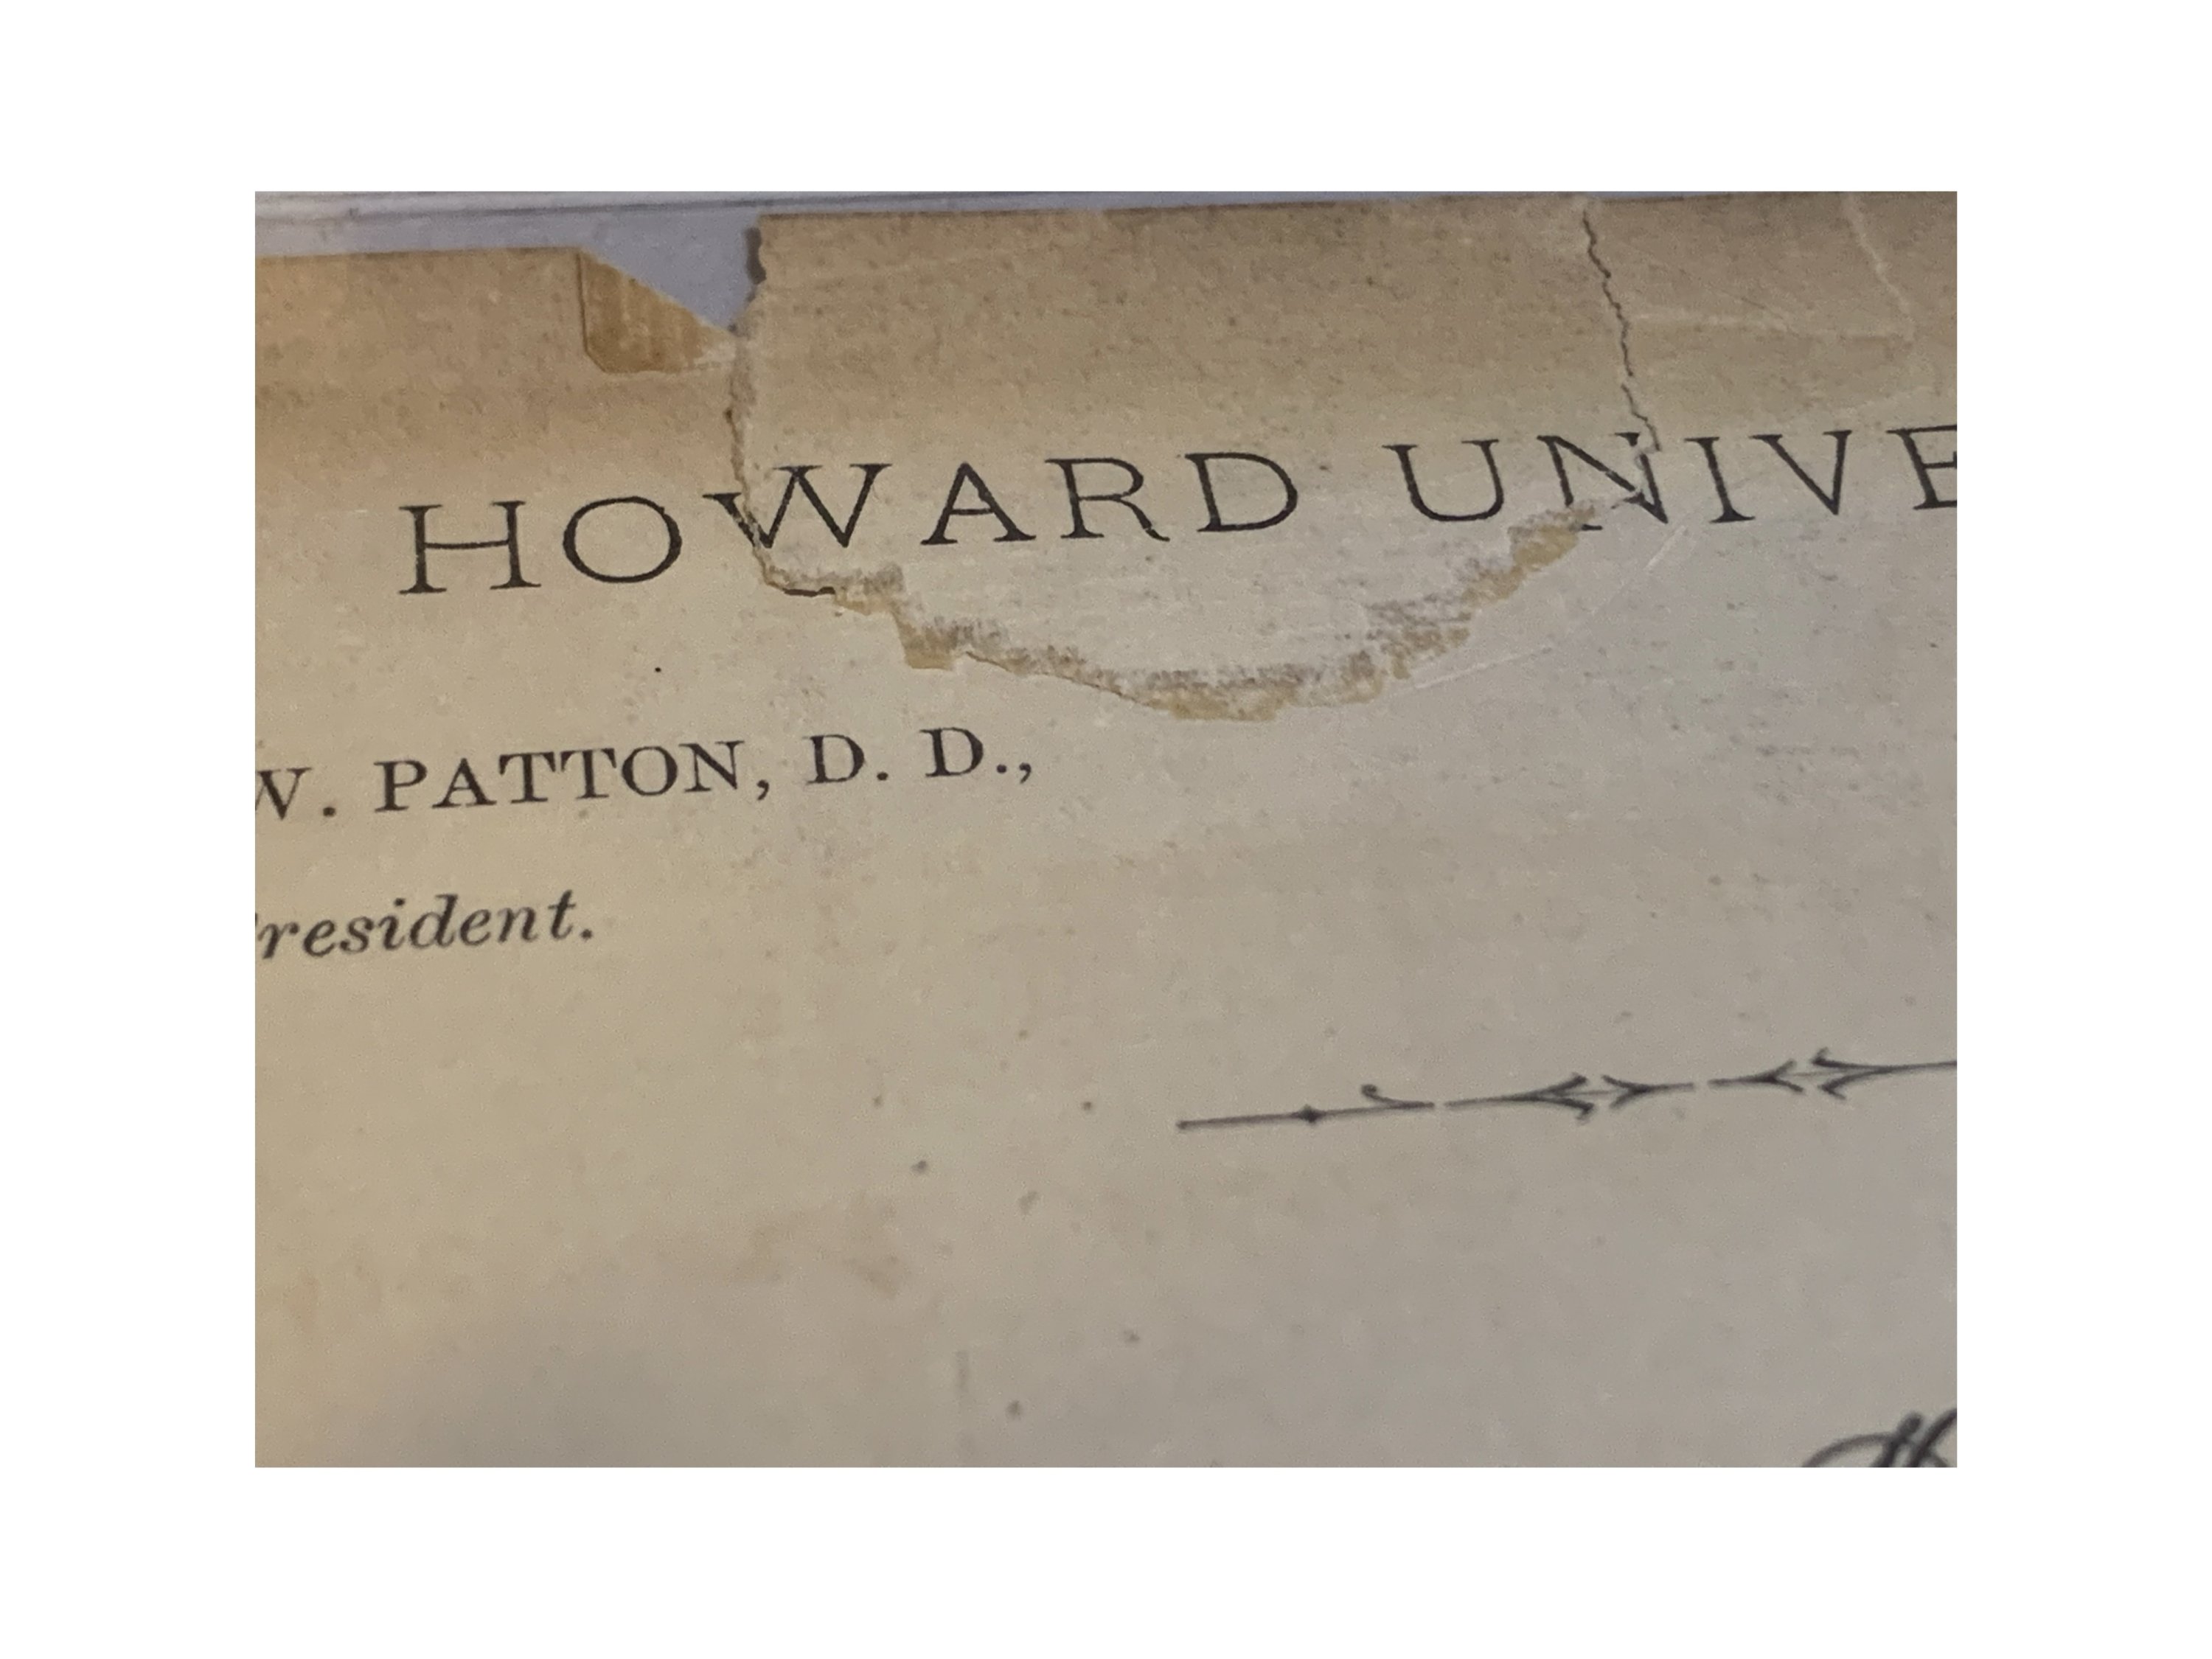 HOWARD UNIVE
W. PATTON, D. D.,
resident.